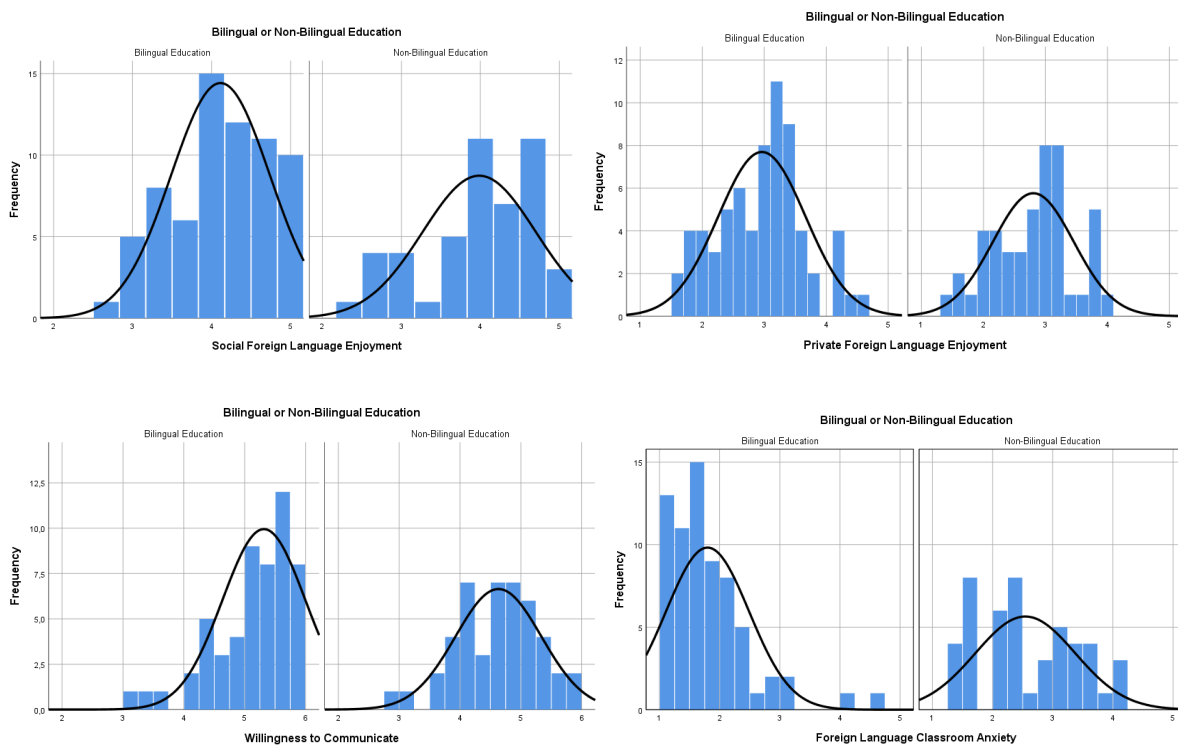 Bilingual or Non-Bilingual Education
Bilingual Education Non-Bilingual Education
15
10
5
0
Frequency
2 3 4 5 2 3 4 5
Social Foreign Language Enjoyment
Bilingual or Non-Bilingual Education
Bilingual Education Non-Bilingual Education
12
10
8
6
4
2
0
Frequency
1 2 3 4 5 1 2 3 4 5
Private Foreign Language Enjoyment
Bilingual or Non-Bilingual Education
Bilingual Education Non-Bilingual Education
12,5
10,0
7,5
5,0
2,5
0,0
Frequency
2 3 4 5 6 2 3 4 5 6
Willingness to Communicate
Bilingual or Non-Bilingual Education
Bilingual Education Non-Bilingual Education
15
10
5
0
Frequency
1 2 3 4 5 1 2 3 4 5
Foreign Language Classroom Anxiety